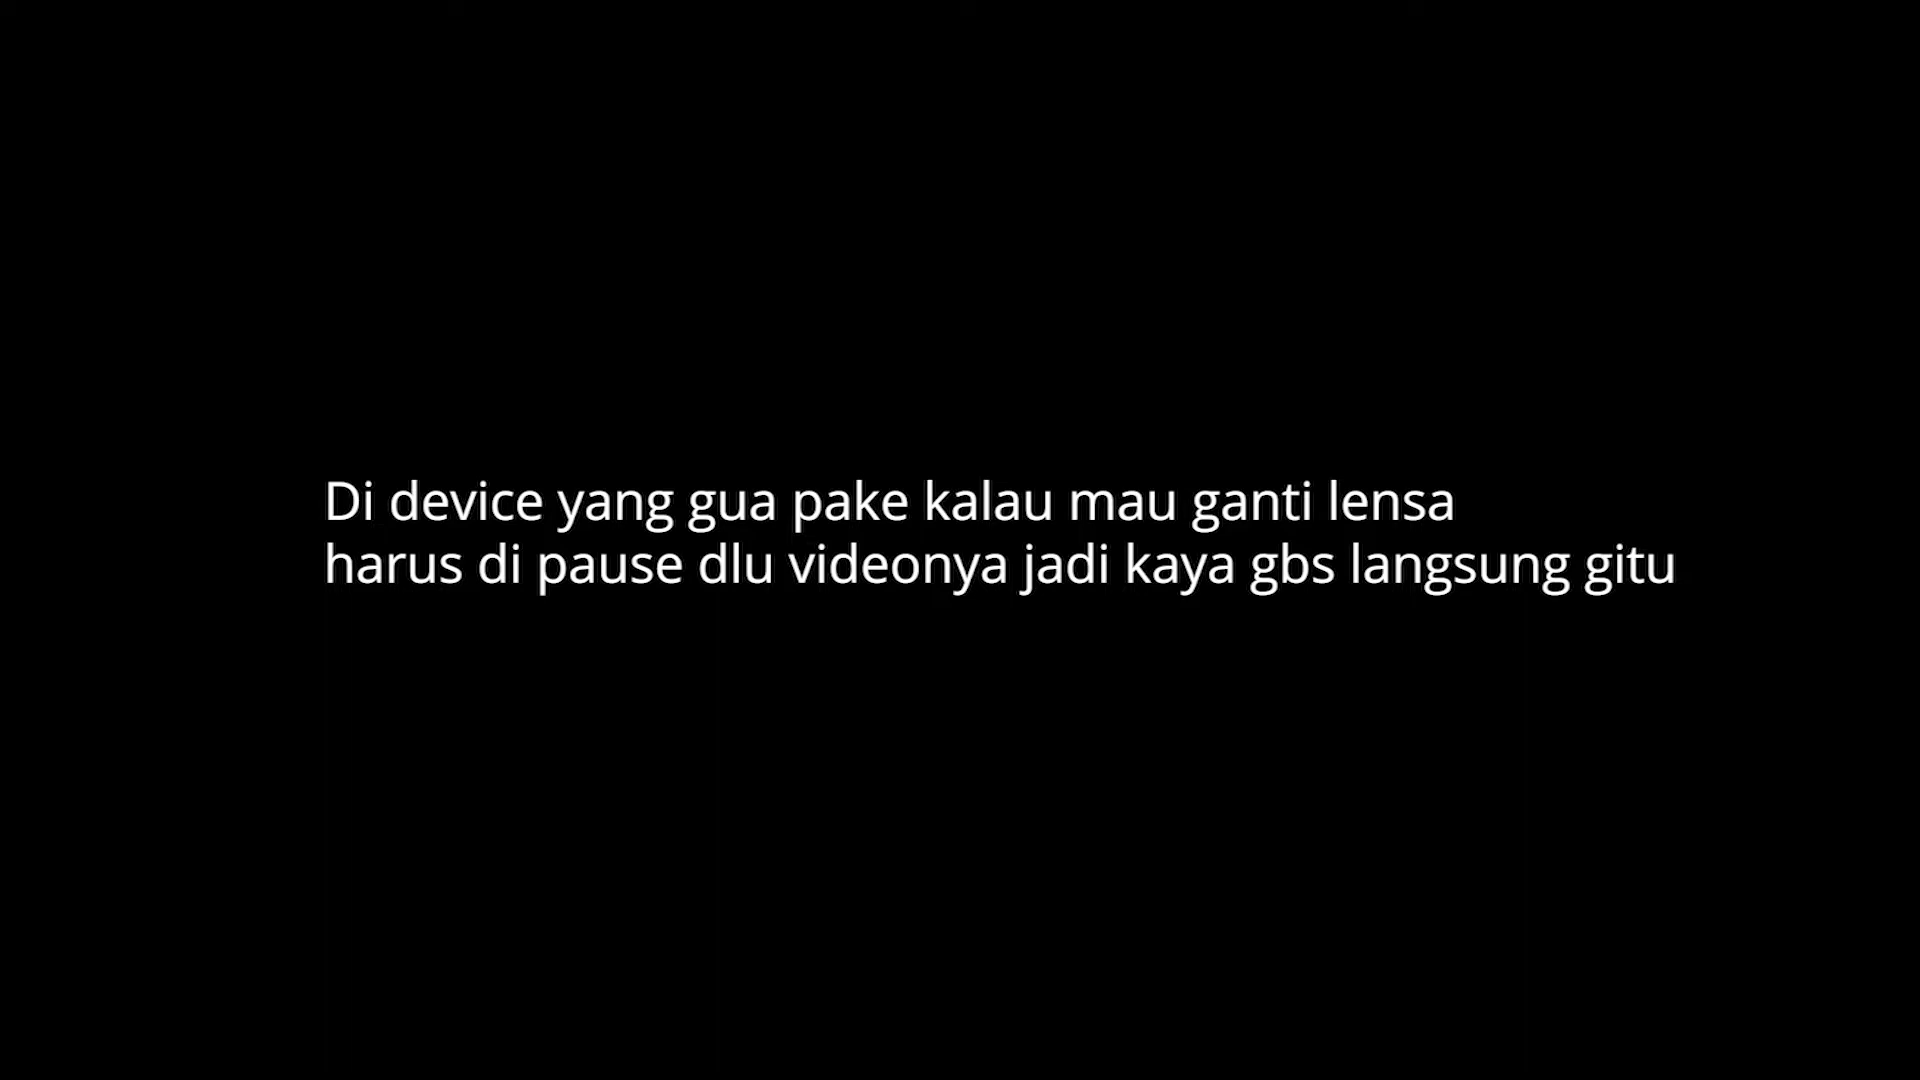 Di device yang gua pake kalau mau ganti lensa
harus di pause dlu videonya jadi kaya gbs langsung gitu